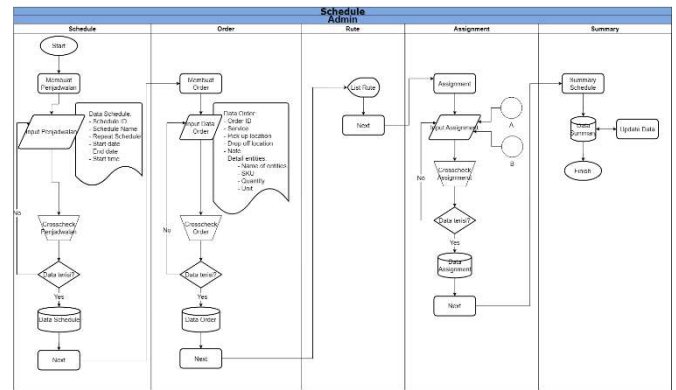 Schedule
Admin
Schedule
Order
Rute
Assignment
Summary
Start
Membuat
Penjadwalan
Input Penjadwalan
Data Schedule:
- Schedule ID
- Schedule Name
- Repeat Schedule
- Start date
End date
- Start time
Crosscheck
Penjadwalan
No
Data terisi?
Yes
Data Schedule
Next
Membuat
Order
Input Data
Order
Data Order:
- Order ID
- Service
- Pick up location
- Drop off location
- Note
Detail entities:
- Name of entities
- SKU
- Quantity
- Unit
No
Crosscheck
Order
Data terisi?
Yes
Data Order
Next
List Rute
Next
Assignment
Input Assignment
A
B
No
Crosscheck
Assignment
Data terisi?
Yes
Data
Assignment
Next
Summary
Schedule
Data
Summary
Update Data
Finish